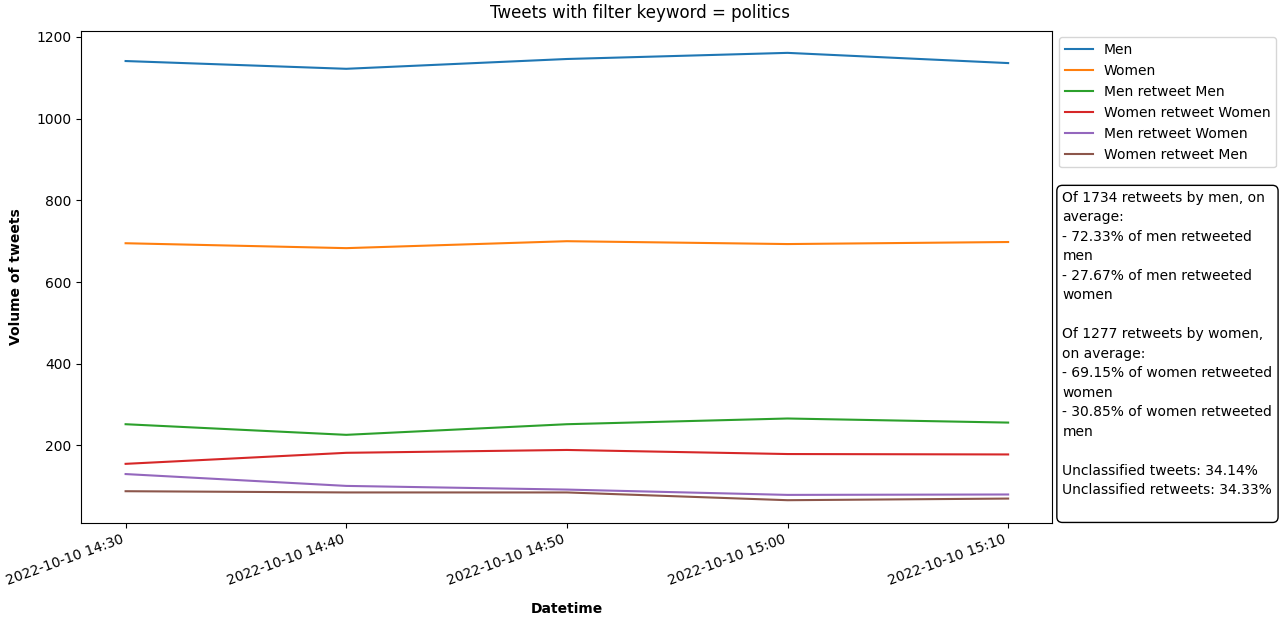 Tweets with filter keyword = politics
1200
1000
800
600
400
200
Volume of tweets
2022-10-10 14:30
2022-10-10 14:40
2022-10-10 14:50
2022-10-10 15:00
2022-10-10 15:10
Datetime
Men
Women
Men retweet Men
Women retweet Women
Men retweet Women
Women retweet Men
Of 1734 retweets by men, on
average:
- 72.33% of men retweeted
men
- 27.67% of men retweeted
women
Of 1277 retweets by women,
on average:
- 69.15% of women retweeted
women
- 30.85% of women retweeted
men
Unclassified tweets: 34.14%
Unclassified retweets: 34.33%